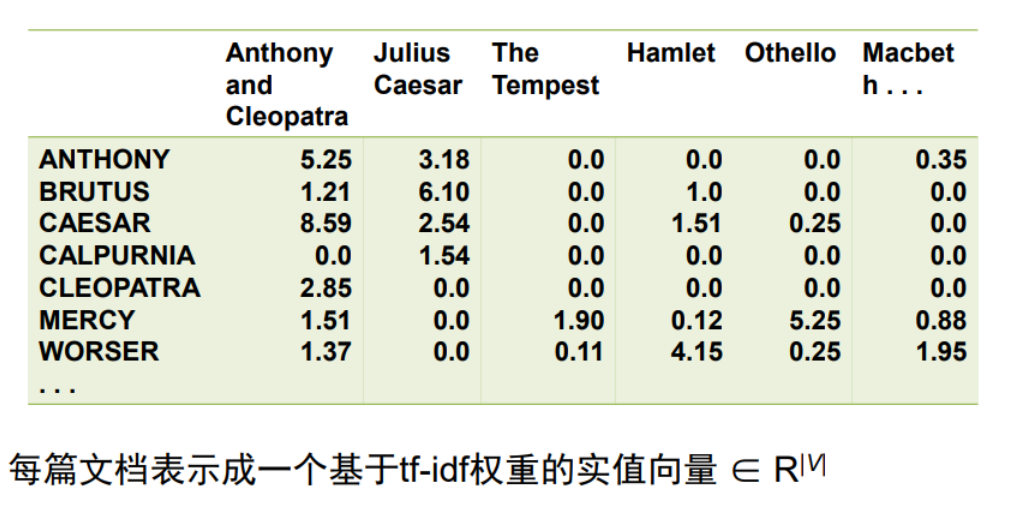 Anthony and Cleopatra Julius Caesar The Tempest Hamlet Othello Macbeth . . .
ANTHONY 5.25 3.18 0.0 0.0 0.0 0.35
BRUTUS 1.21 6.10 0.0 1.0 0.0 0.0
CAESAR 8.59 2.54 0.0 1.51 0.25 0.0
CALPURNIA 0.0 1.54 0.0 0.0 0.0 0.0
CLEOPATRA 2.85 0.0 0.0 0.0 0.0 0.0
MERCY 1.51 0.0 1.90 0.12 5.25 0.88
WORSER 1.37 0.0 0.11 4.15 0.25 1.95
. . .
每篇文档表示成一个基于tf-idf权重的实值向量 ∈ R|V|